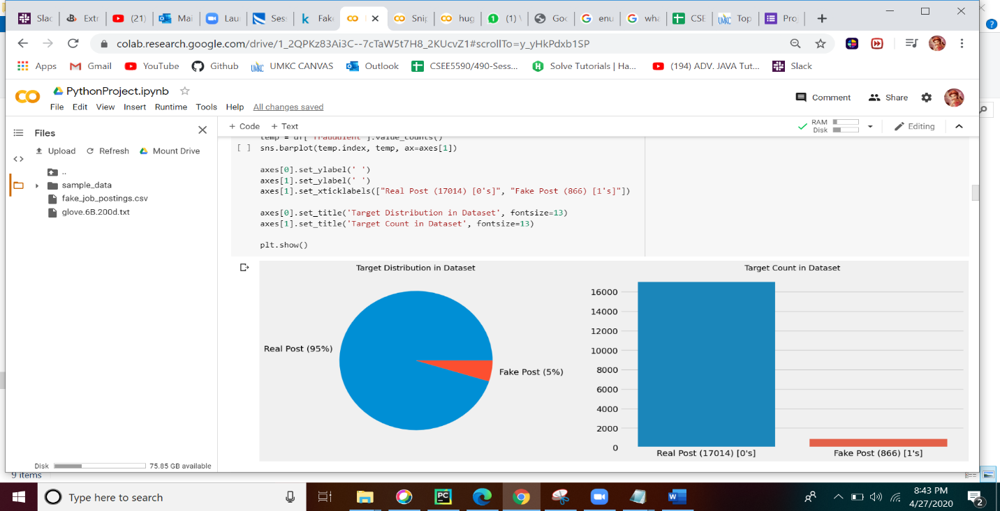 Slac
Extr
(21)
Mai
Lau
Ses
Fak
Snip
hug
(1)
Goo
enu
wha
CSE
Top
Pro
colab.research.google.com/drive/1_2QPKz83Ai3C--7cTaW5t7H8_2KUcvZ1#scrollTo=y_yHkPdxb1SP
Apps Gmail YouTube Github UMKC CANVAS Outlook CSEE5590/490-Sess... Solve Tutorials | Ha... (194) ADV. JAVA Tut... Slack
PythonProject.ipynb
File Edit View Insert Runtime Tools Help All changes saved
Comment Share
Files
+ Code + Text
RAM
Disk
Editing
Upload Refresh Mount Drive
..
sample_data
fake_job_postings.csv
glove.6B.200d.txt
Disk 75.85 GB available
temp = df['fraudulent'].value_counts()
[ ] sns.barplot(temp.index, temp, ax=axes[1])
axes[0].set_ylabel(' ')
axes[1].set_ylabel(' ')
axes[1].set_xticklabels(["Real Post (17014) [0's]", "Fake Post (866) [1's]"])
axes[0].set_title('Target Distribution in Dataset', fontsize=13)
axes[1].set_title('Target Count in Dataset', fontsize=13)
plt.show()
Target Distribution in Dataset
Real Post (95%)
Fake Post (5%)
Target Count in Dataset
16000
14000
12000
10000
8000
6000
4000
2000
0
Real Post (17014) [0's] Fake Post (866) [1's]
9 items
Type here to search
8:43 PM
4/27/2020
2